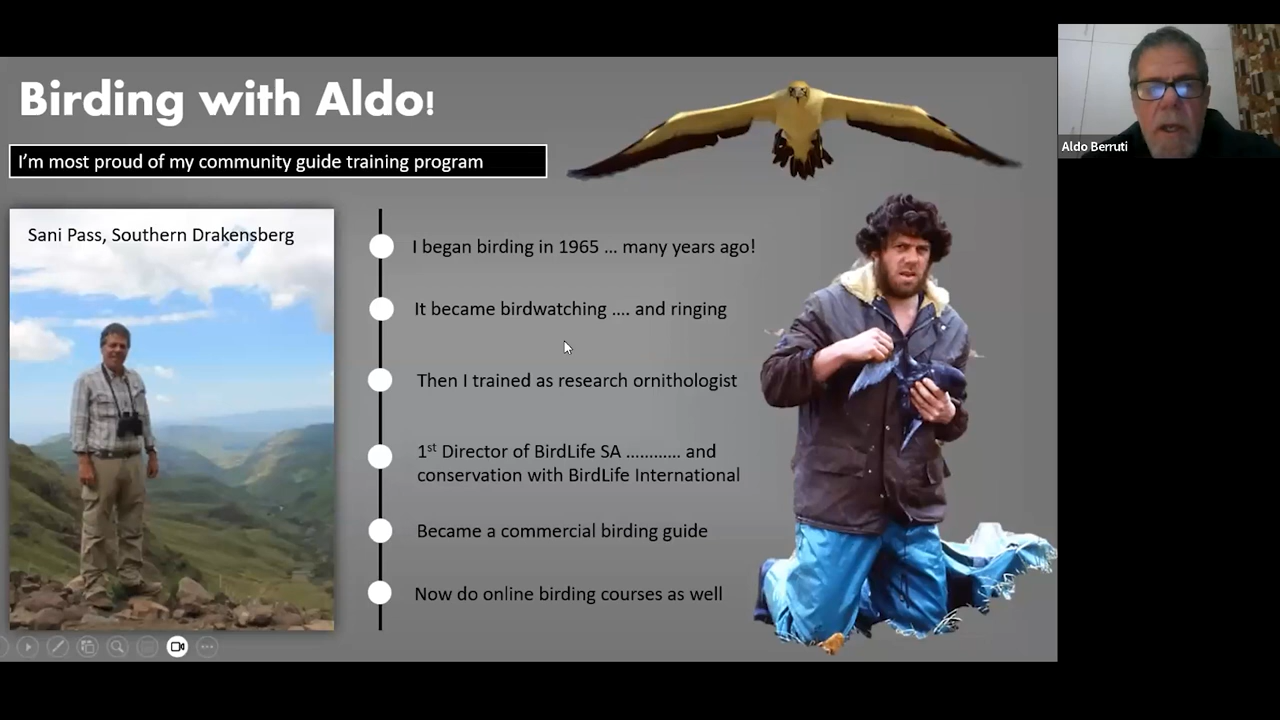 Birding with Aldo!
I'm most proud of my community guide training program
Sani Pass, Southern Drakensberg
I began birding in 1965 ... many years ago!
It became birdwatching .... and ringing
Then I trained as research ornithologist
1st Director of BirdLife SA ........... and
conservation with BirdLife International
Became a commercial birding guide
Now do online birding courses as well
Aldo Berruti